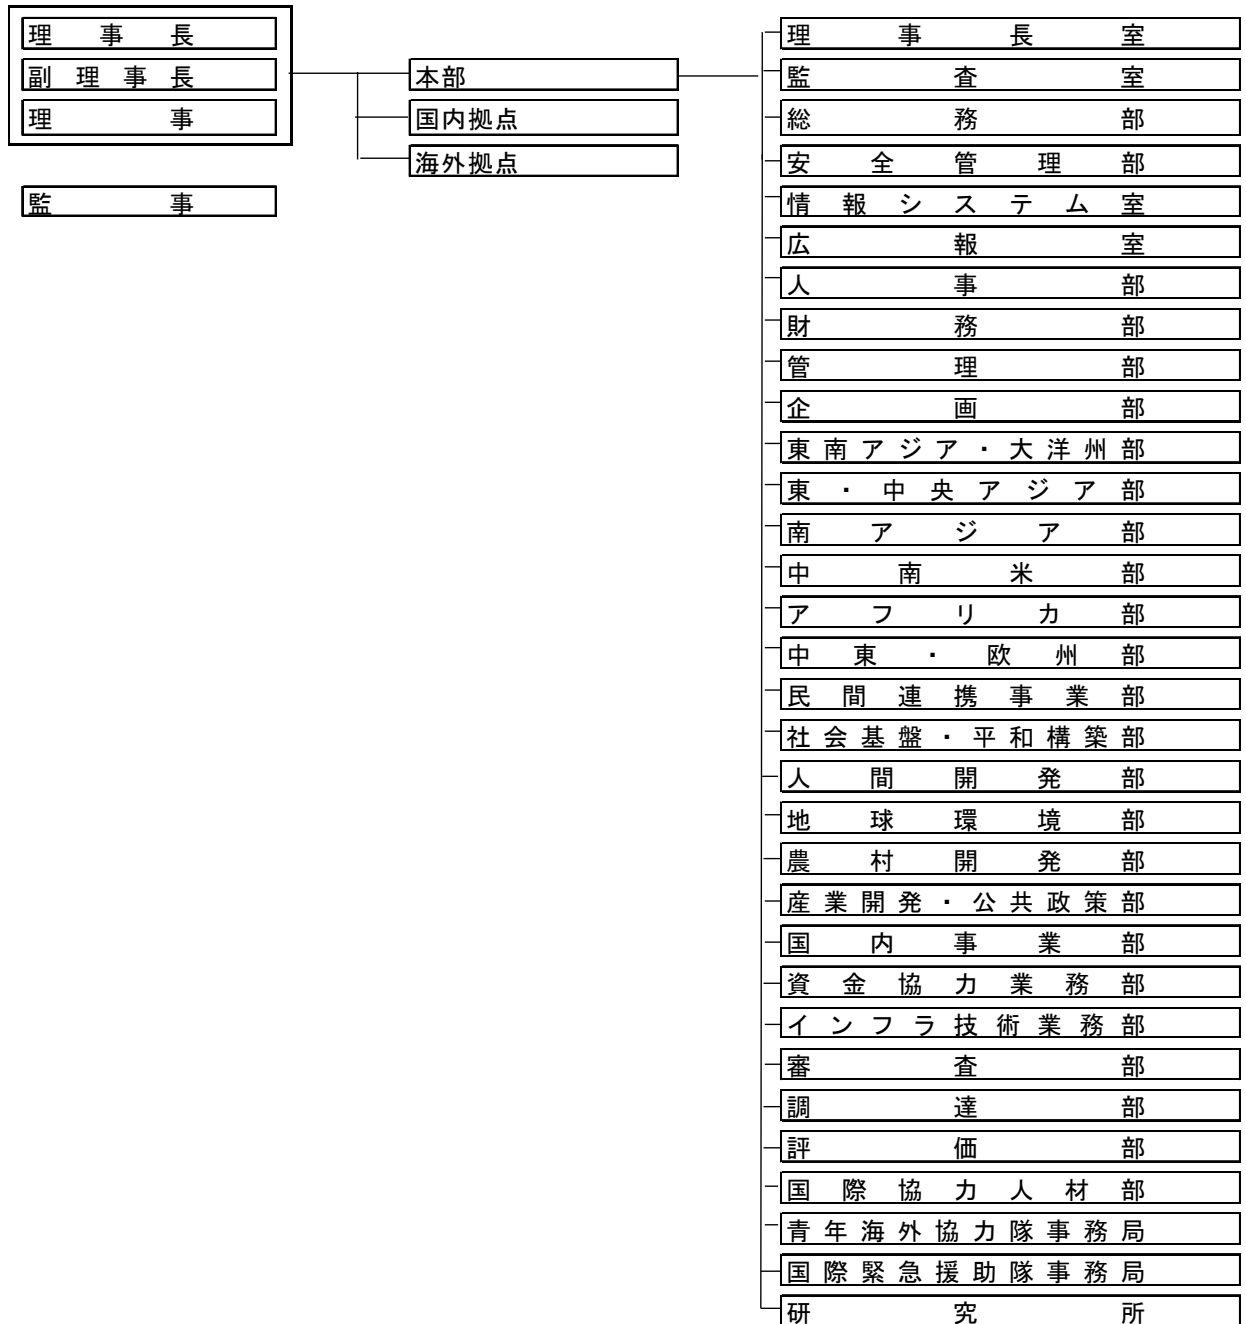 理事長
副理事長
理事
監事
本部
国内拠点
海外拠点
理事長室
監査室
総務部
安全管理部
情報システム室
広報室
人事部
財務部
管理部
企画部
東南アジア・大洋州部
東・中央アジア部
南アジア部
中南米部
アフリカ部
中東・欧州部
民間連携事業部
社会基盤・平和構築部
人間開発部
地球環境部
農村開発部
産業開発・公共政策部
国内事業部
資金協力業務部
インフラ技術業務部
審査部
調達部
評価部
国際協力人材部
青年海外協力隊事務局
国際緊急援助隊事務局
研究所